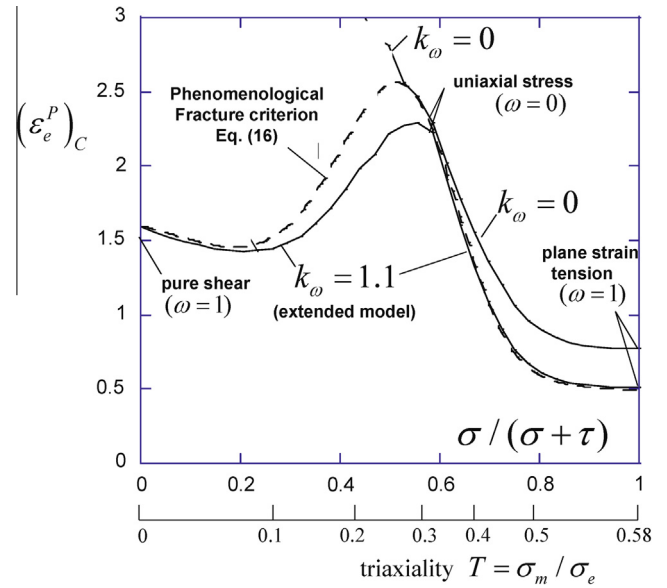 3
2.5
2
1.5
1
0.5
0
(ε_e^P)_C
k_ω = 0
Phenomenological
Fracture criterion
Eq. (16)
uniaxial stress
(ω=0)
k_ω = 0
plane strain
tension
(ω=1)
pure shear
(ω=1)
k_ω = 1.1
(extended model)
σ / (σ + τ)
0 0.2 0.4 0.6 0.8 1
0 0.1 0.2 0.3 0.4 0.5 0.58
triaxiality T = σ_m / σ_e